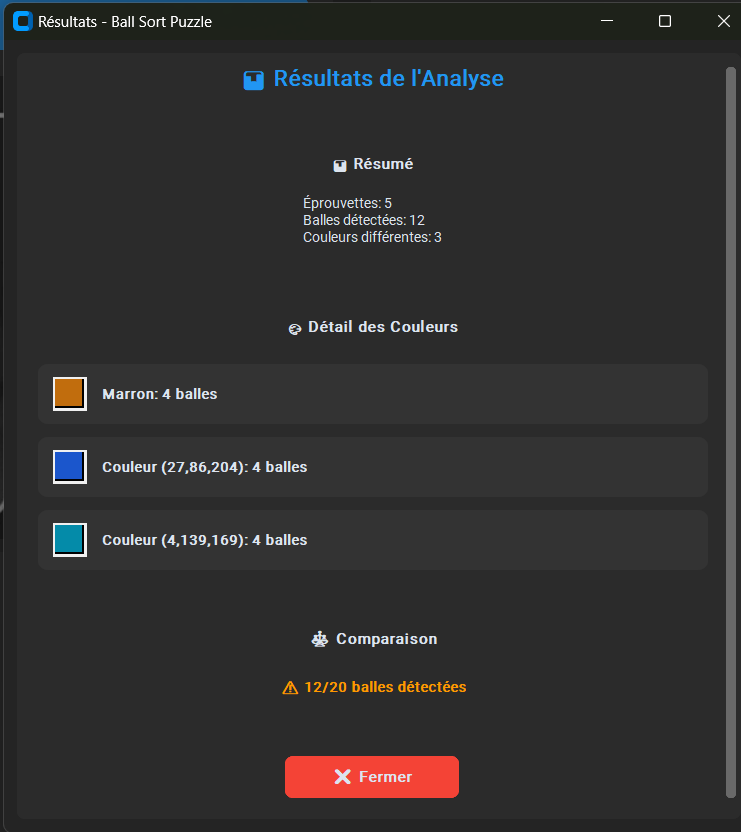 Résultats - Ball Sort Puzzle
Résultats de l'Analyse
Résumé
Éprouvettes: 5
Balles détectées: 12
Couleurs différentes: 3
Détail des Couleurs
Marron: 4 balles
Couleur (27,86,204): 4 balles
Couleur (4,139,169): 4 balles
Comparaison
12/20 balles détectées
Fermer